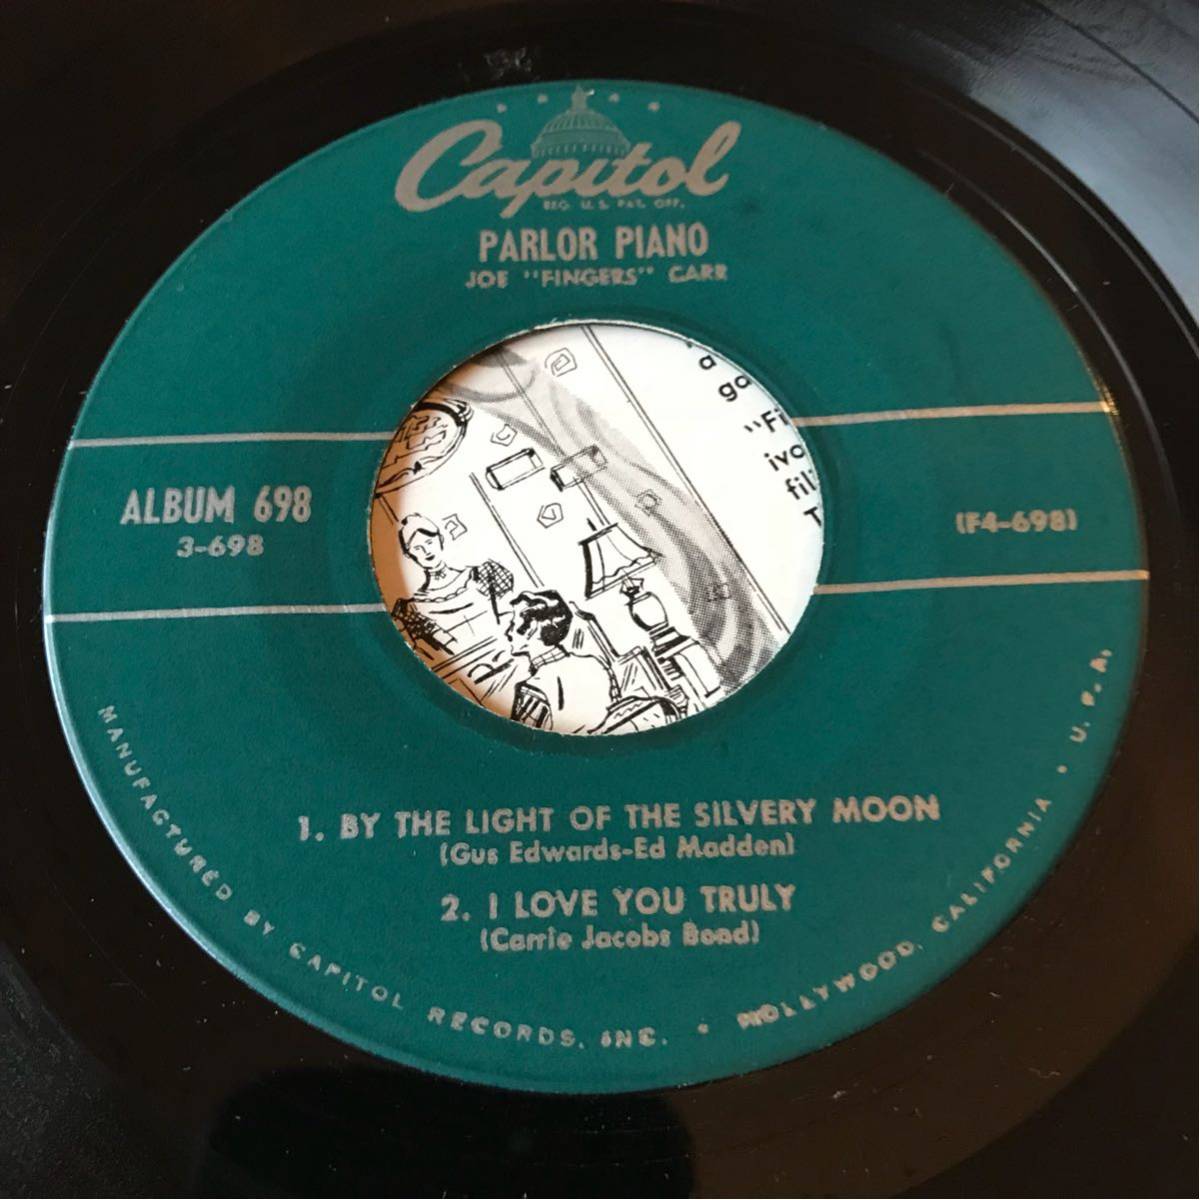 Capitol
REG. U.S. PAT. OFF.
PARLOR PIANO
JOE "FINGERS" CARR
a
"Fi
ALBUM 698
3-698
(F4-698)
1. BY THE LIGHT OF THE SILVERY MOON
(Gus Edwards-Ed Madden)
2. I LOVE YOU TRULY
(Carrie Jacobs Bond)
MANUFACTURED BY CAPITOL RECORDS, INC. • HOLLYWOOD, CALIFORNIA • U. S. A.